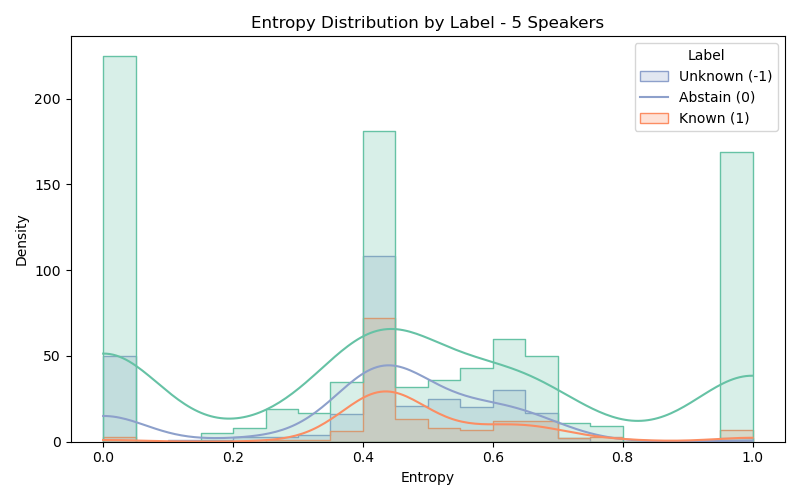 Entropy Distribution by Label - 5 Speakers
Label
Unknown (-1)
Abstain (0)
Known (1)
Density
200
150
100
50
0
0.0 0.2 0.4 0.6 0.8 1.0
Entropy